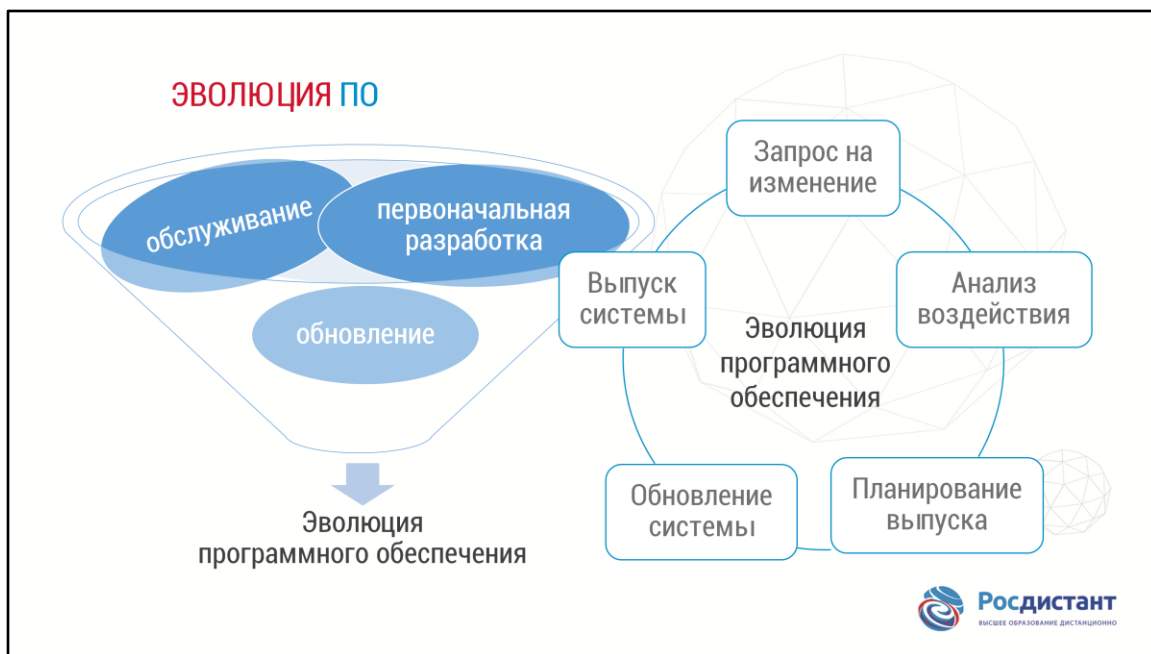 ЭВОЛЮЦИЯ ПО
обслуживание
первоначальная
разработка
обновление
Эволюция
программного обеспечения
Запрос на
изменение
Анализ
воздействия
Планирование
выпуска
Обновление
системы
Выпуск
системы
Эволюция
программного
обеспечения
Росдистант
ВЫСШЕЕ ОБРАЗОВАНИЕ ДИСТАНЦИОННО